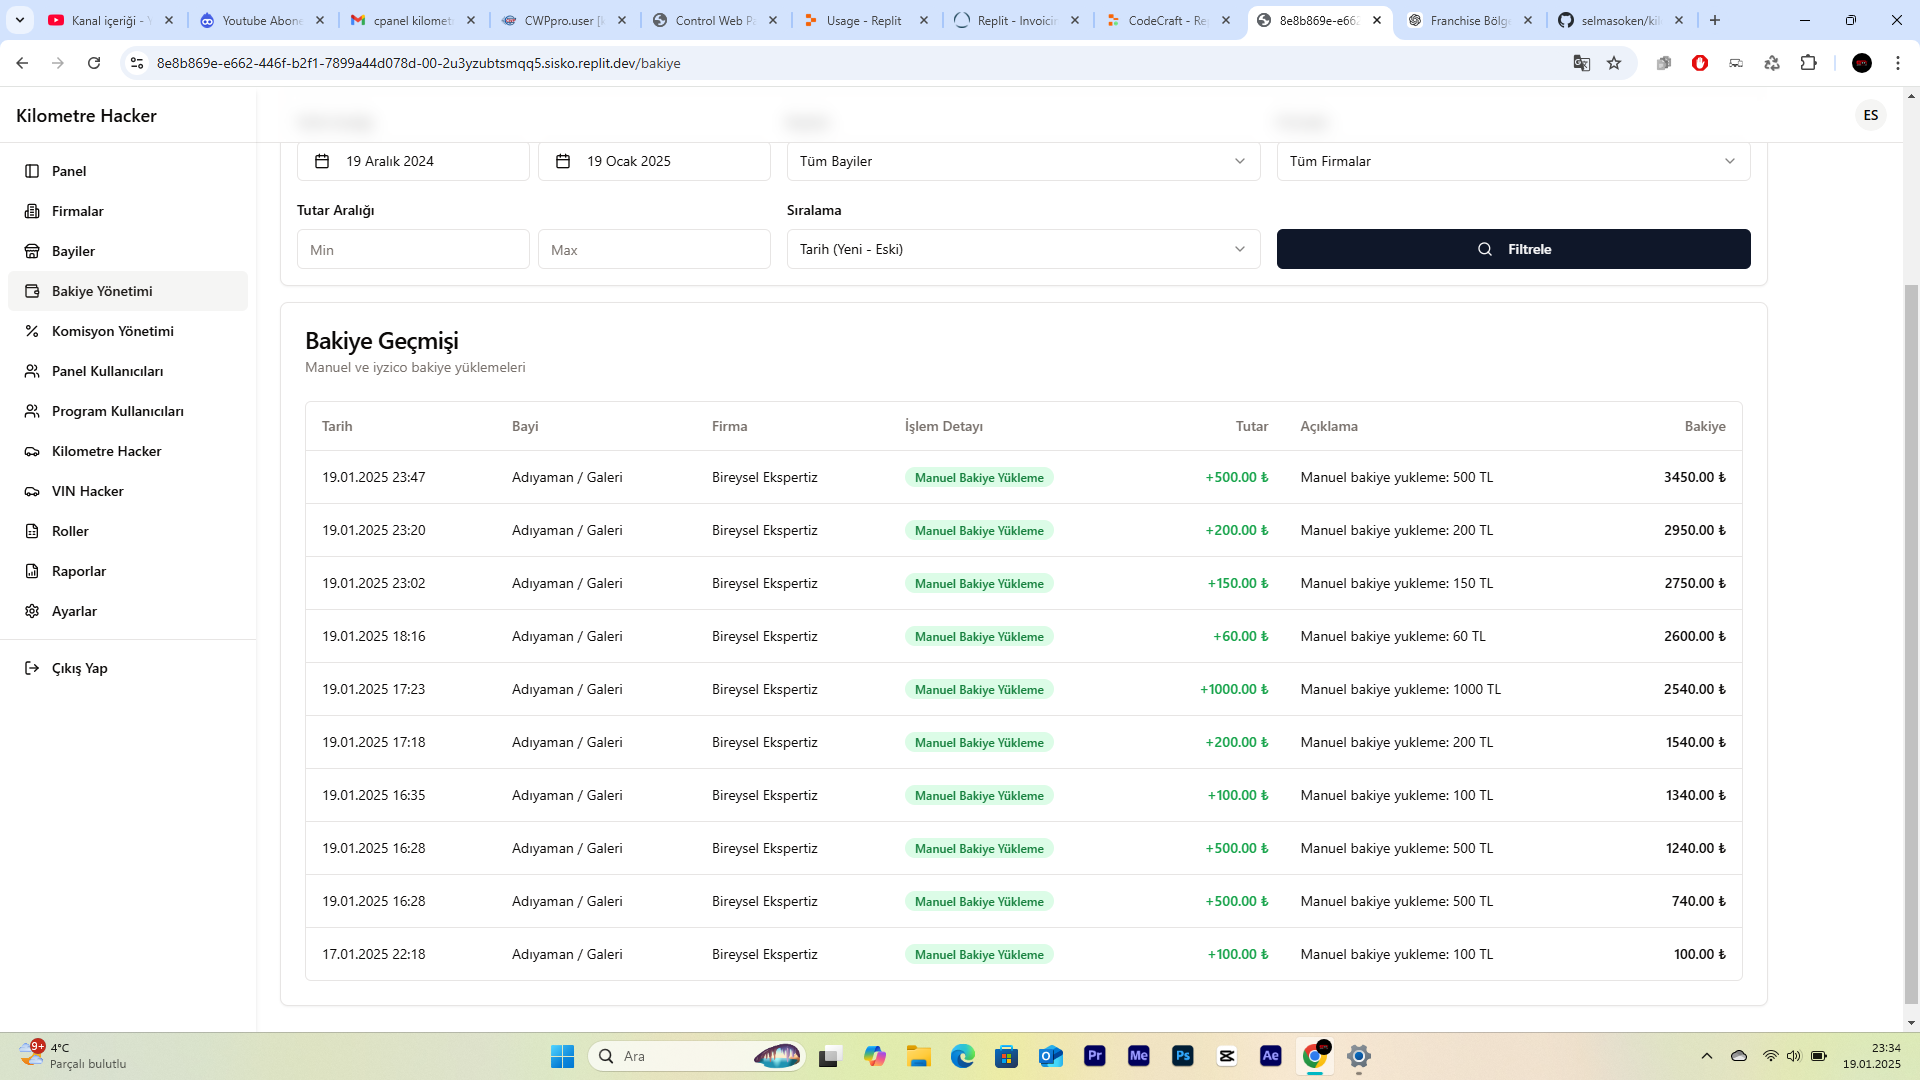 Kanal içeriği -
Youtube Abone
cpanel kilomet
CWPpro.user [k
Control Web P
Usage - Replit
Replit - Invoicin
CodeCraft - Re
8e8b869e-e662
Franchise Bölg
selmasoken/kil
8e8b869e-e662-446f-b2f1-7899a44d078d-00-2u3yzubtsmqq5.sisko.replit.dev/bakiye
Kilometre Hacker
ES
Panel
Firmalar
Bayiler
Bakiye Yönetimi
Komisyon Yönetimi
Panel Kullanıcıları
Program Kullanıcıları
Kilometre Hacker
VIN Hacker
Roller
Raporlar
Ayarlar
Çıkış Yap
19 Aralık 2024
19 Ocak 2025
Tüm Bayiler
Tüm Firmalar
Tutar Aralığı
Sıralama
Min
Max
Tarih (Yeni - Eski)
Filtrele
Bakiye Geçmişi
Manuel ve iyzico bakiye yüklemeleri
Tarih Bayi Firma İşlem Detayı Tutar Açıklama Bakiye
19.01.2025 23:47 Adıyaman / Galeri Bireysel Ekspertiz Manuel Bakiye Yükleme +500.00 ₺ Manuel bakiye yukleme: 500 TL 3450.00 ₺
19.01.2025 23:20 Adıyaman / Galeri Bireysel Ekspertiz Manuel Bakiye Yükleme +200.00 ₺ Manuel bakiye yukleme: 200 TL 2950.00 ₺
19.01.2025 23:02 Adıyaman / Galeri Bireysel Ekspertiz Manuel Bakiye Yükleme +150.00 ₺ Manuel bakiye yukleme: 150 TL 2750.00 ₺
19.01.2025 18:16 Adıyaman / Galeri Bireysel Ekspertiz Manuel Bakiye Yükleme +60.00 ₺ Manuel bakiye yukleme: 60 TL 2600.00 ₺
19.01.2025 17:23 Adıyaman / Galeri Bireysel Ekspertiz Manuel Bakiye Yükleme +1000.00 ₺ Manuel bakiye yukleme: 1000 TL 2540.00 ₺
19.01.2025 17:18 Adıyaman / Galeri Bireysel Ekspertiz Manuel Bakiye Yükleme +200.00 ₺ Manuel bakiye yukleme: 200 TL 1540.00 ₺
19.01.2025 16:35 Adıyaman / Galeri Bireysel Ekspertiz Manuel Bakiye Yükleme +100.00 ₺ Manuel bakiye yukleme: 100 TL 1340.00 ₺
19.01.2025 16:28 Adıyaman / Galeri Bireysel Ekspertiz Manuel Bakiye Yükleme +500.00 ₺ Manuel bakiye yukleme: 500 TL 1240.00 ₺
19.01.2025 16:28 Adıyaman / Galeri Bireysel Ekspertiz Manuel Bakiye Yükleme +500.00 ₺ Manuel bakiye yukleme: 500 TL 740.00 ₺
17.01.2025 22:18 Adıyaman / Galeri Bireysel Ekspertiz Manuel Bakiye Yükleme +100.00 ₺ Manuel bakiye yukleme: 100 TL 100.00 ₺
9+
4°C
Parçalı bulutlu
Ara
Pr
Me
Ps
Ae
23:34
19.01.2025